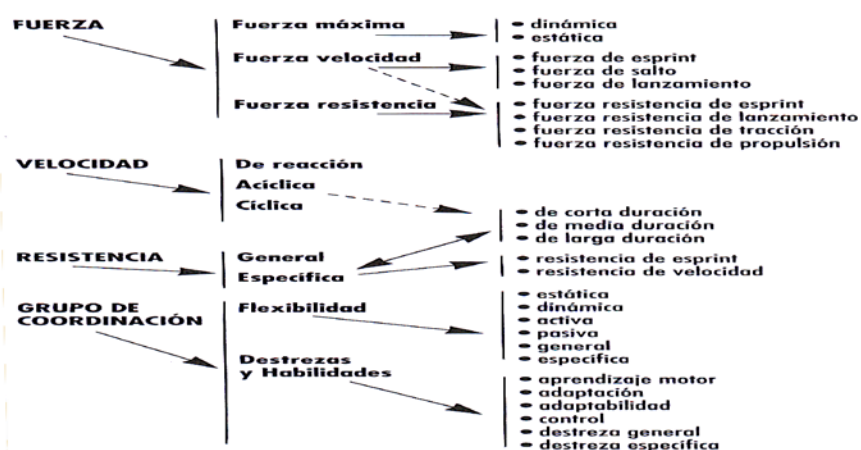 FUERZA
Fuerza máxima
• dinámica
• estática
Fuerza velocidad
• fuerza de esprint
• fuerza de salto
• fuerza de lanzamiento
Fuerza resistencia
• fuerza resistencia de esprint
• fuerza resistencia de lanzamiento
• fuerza resistencia de tracción
• fuerza resistencia de propulsión
VELOCIDAD
De reacción
Acíclica
Cíclica
• de corta duración
• de media duración
• de larga duración
RESISTENCIA
General
Específica
• resistencia de esprint
• resistencia de velocidad
GRUPO DE
COORDINACIÓN
Flexibilidad
• estática
• dinámica
• activa
• pasiva
• general
• específica
Destrezas
y Habilidades
• aprendizaje motor
• adaptación
• adaptabilidad
• control
• destreza general
• destreza específica